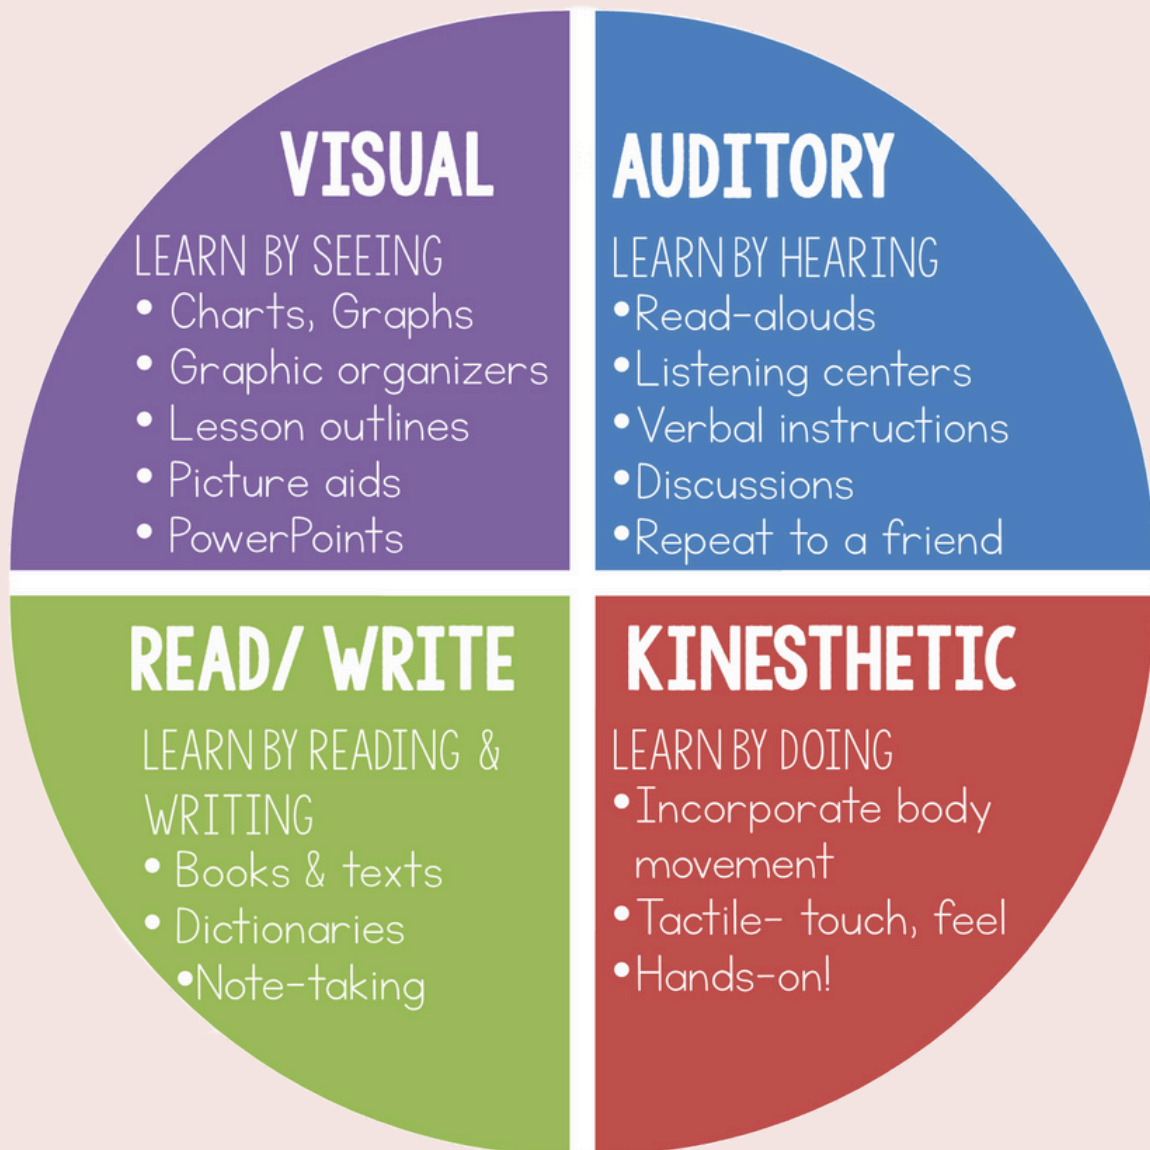 VISUAL
LEARN BY SEEING
• Charts, Graphs
• Graphic organizers
• Lesson outlines
• Picture aids
• PowerPoints
AUDITORY
LEARN BY HEARING
•Read-alouds
•Listening centers
•Verbal instructions
•Discussions
•Repeat to a friend
READ/ WRITE
LEARN BY READING &
WRITING
• Books & texts
• Dictionaries
•Note-taking
KINESTHETIC
LEARN BY DOING
•Incorporate body
movement
•Tactile- touch, feel
•Hands-on!